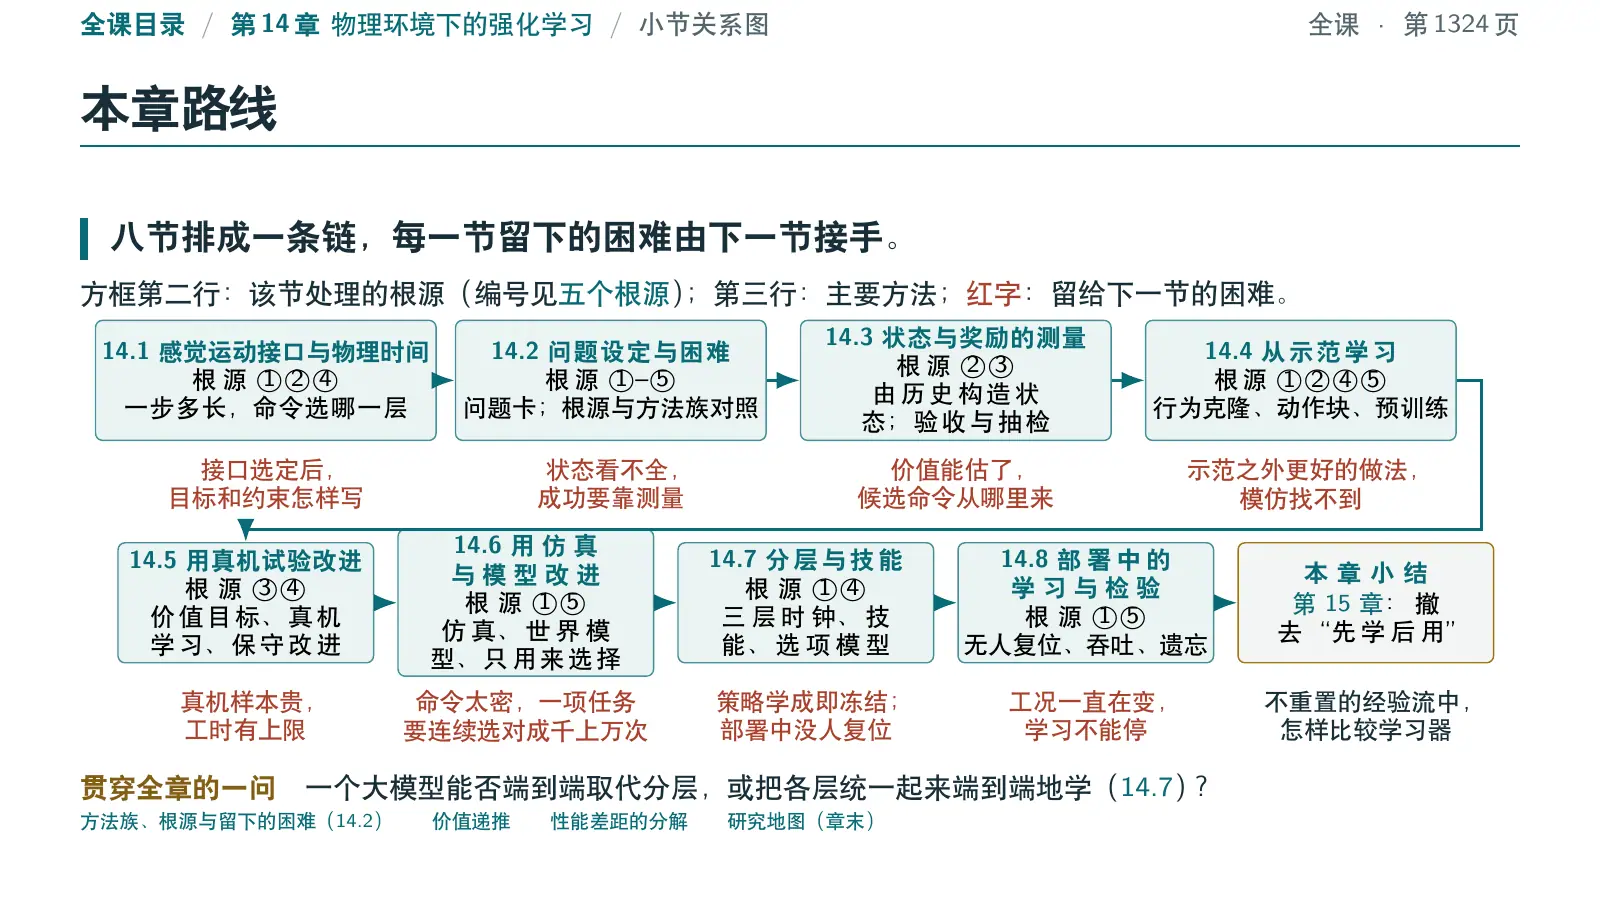 全课目录 / 第 14 章 物理环境下的强化学习 / 小节关系图
全课 · 第 1324 页
本章路线
八节排成一条链，每一节留下的困难由下一节接手。
方框第二行：该节处理的根源（编号见五个根源）；第三行：主要方法；红字：留给下一节的困难。
14.1 感觉运动接口与物理时间
根源 ①②④
一步多长，命令选哪一层
14.2 问题设定与困难
根源 ①–⑤
问题卡；根源与方法族对照
14.3 状态与奖励的测量
根源 ②③
由历史构造状
态；验收与抽检
14.4 从示范学习
根源 ①②④⑤
行为克隆、动作块、预训练
接口选定后，
目标和约束怎样写
状态看不全，
成功要靠测量
价值能估了，
候选命令从哪里来
示范之外更好的做法，
模仿找不到
14.5 用真机试验改进
根源 ③④
价值目标、真机
学习、保守改进
14.6 用仿真
与模型改进
根源 ①⑤
仿真、世界模
型、只用来选择
14.7 分层与技能
根源 ①④
三层时钟、技
能、选项模型
14.8 部署中的
学习与检验
根源 ①⑤
无人复位、吞吐、遗忘
本章小结
第 15 章：撤
去 “先学后用”
真机样本贵，
工时有上限
命令太密，一项任务
要连续选对成千上万次
策略学成即冻结；
部署中没人复位
工况一直在变，
学习不能停
不重置的经验流中，
怎样比较学习器
贯穿全章的一问 一个大模型能否端到端取代分层，或把各层统一起来端到端地学（14.7）？
方法族、根源与留下的困难（14.2） 价值递推 性能差距的分解 研究地图（章末）